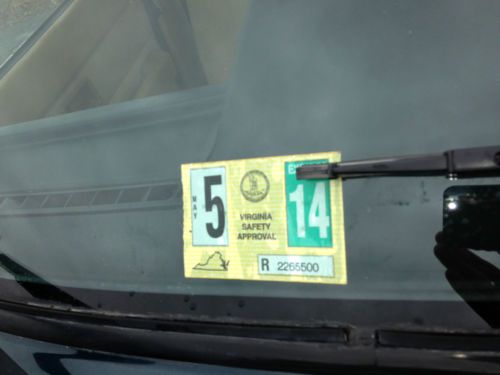 MAY
5
14
VIRGINIA
SAFETY
APPROVAL
R 2265500